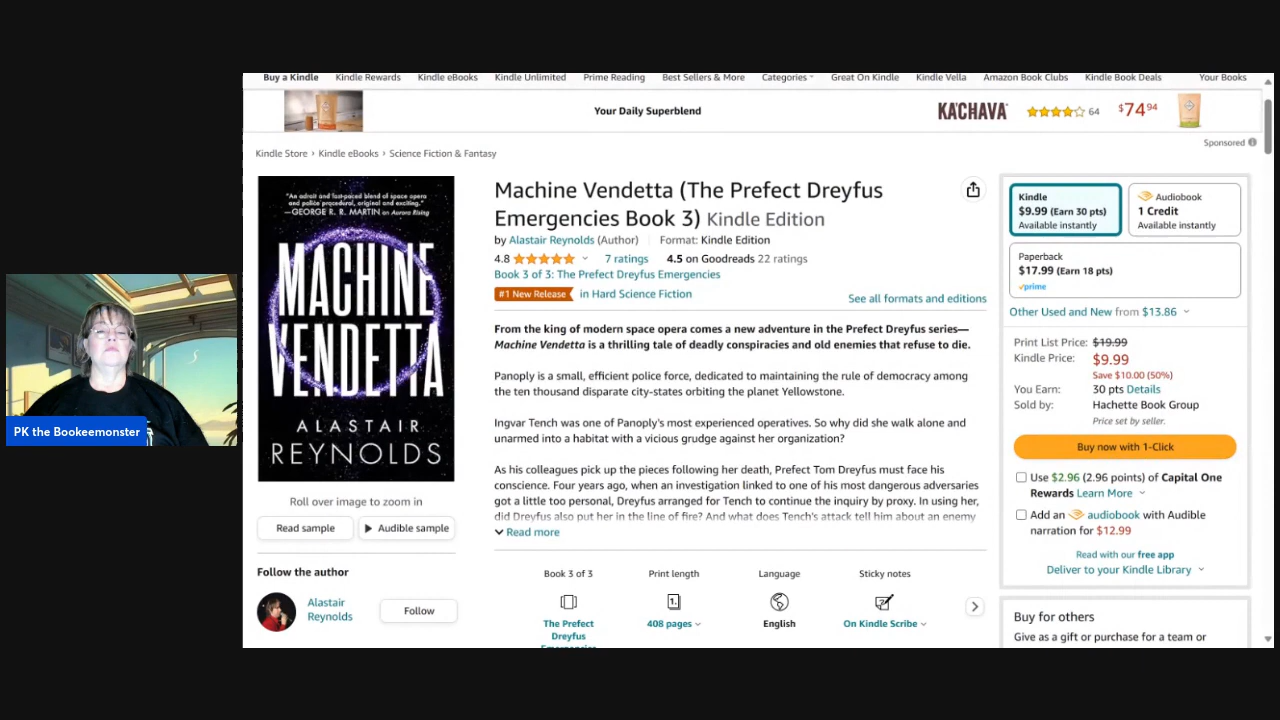 Buy a Kindle Kindle Rewards Kindle eBooks Kindle Unlimited Prime Reading Best Sellers & More Categories Great On Kindle Kindle Vella Amazon Book Clubs Kindle Book Deals Your Books
Your Daily Superblend
KA'CHAVA
64
$74.94
Sponsored
Kindle Store › Kindle eBooks › Science Fiction & Fantasy
"An adroit and fast-paced blend of space opera
and police procedural, original and exciting."
—GEORGE R. R. MARTIN on Aurora Rising
MACHINE
VENDETTA
ALASTAIR
REYNOLDS
Roll over image to zoom in
Read sample
Audible sample
Follow the author
Alastair
Reynolds
Follow
Machine Vendetta (The Prefect Dreyfus
Emergencies Book 3) Kindle Edition
by Alastair Reynolds (Author) Format: Kindle Edition
4.8 7 ratings 4.5 on Goodreads 22 ratings
Book 3 of 3: The Prefect Dreyfus Emergencies
#1 New Release in Hard Science Fiction
See all formats and editions
From the king of modern space opera comes a new adventure in the Prefect Dreyfus series—
Machine Vendetta is a thrilling tale of deadly conspiracies and old enemies that refuse to die.
Panoply is a small, efficient police force, dedicated to maintaining the rule of democracy among
the ten thousand disparate city-states orbiting the planet Yellowstone.
Ingvar Tench was one of Panoply's most experienced operatives. So why did she walk alone and
unarmed into a habitat with a vicious grudge against her organization?
As his colleagues pick up the pieces following her death, Prefect Tom Dreyfus must face his
conscience. Four years ago, when an investigation linked to one of his most dangerous adversaries
got a little too personal, Dreyfus arranged for Tench to continue the inquiry by proxy. In using her,
did Dreyfus also put her in the line of fire? And what does Tench's attack tell him about an enemy
Read more
Book 3 of 3
The Prefect
Dreyfus
Emergencies
Print length
408 pages
Language
English
Sticky notes
On Kindle Scribe
Kindle
$9.99 (Earn 30 pts)
Available instantly
Audiobook
1 Credit
Available instantly
Paperback
$17.99 (Earn 18 pts)
prime
Other Used and New from $13.86
Print List Price: $19.99
Kindle Price: $9.99
Save $10.00 (50%)
You Earn: 30 pts Details
Sold by: Hachette Book Group
Price set by seller.
Buy now with 1-Click
Use $2.96 (2.96 points) of Capital One
Rewards Learn More
Add an audiobook with Audible
narration for $12.99
Read with our free app
Deliver to your Kindle Library
Buy for others
Give as a gift or purchase for a team or
PK the Bookeemonster